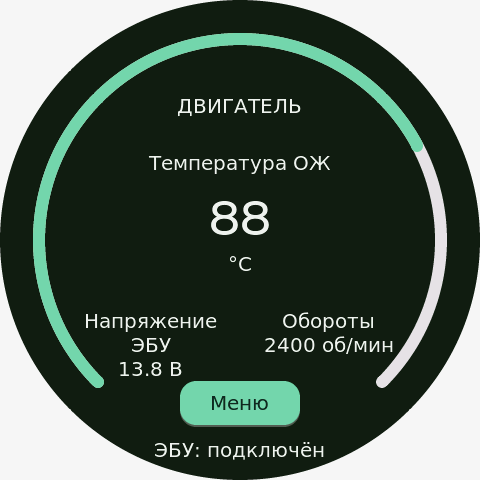 ДВИГАТЕЛЬ
Температура ОЖ
88
°C
Напряжение
ЭБУ
13.8 В
Обороты
2400 об/мин
Меню
ЭБУ: подключён